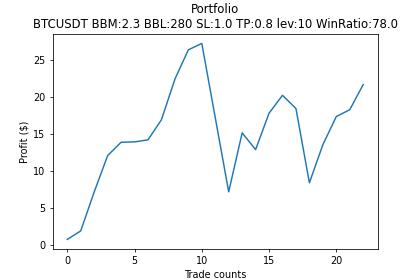 Portfolio
BTCUSDT BBM:2.3 BBL:280 SL:1.0 TP:0.8 lev:10 WinRatio:78.0
25
20
15
10
5
0
Profit ($)
0 5 10 15 20
Trade counts